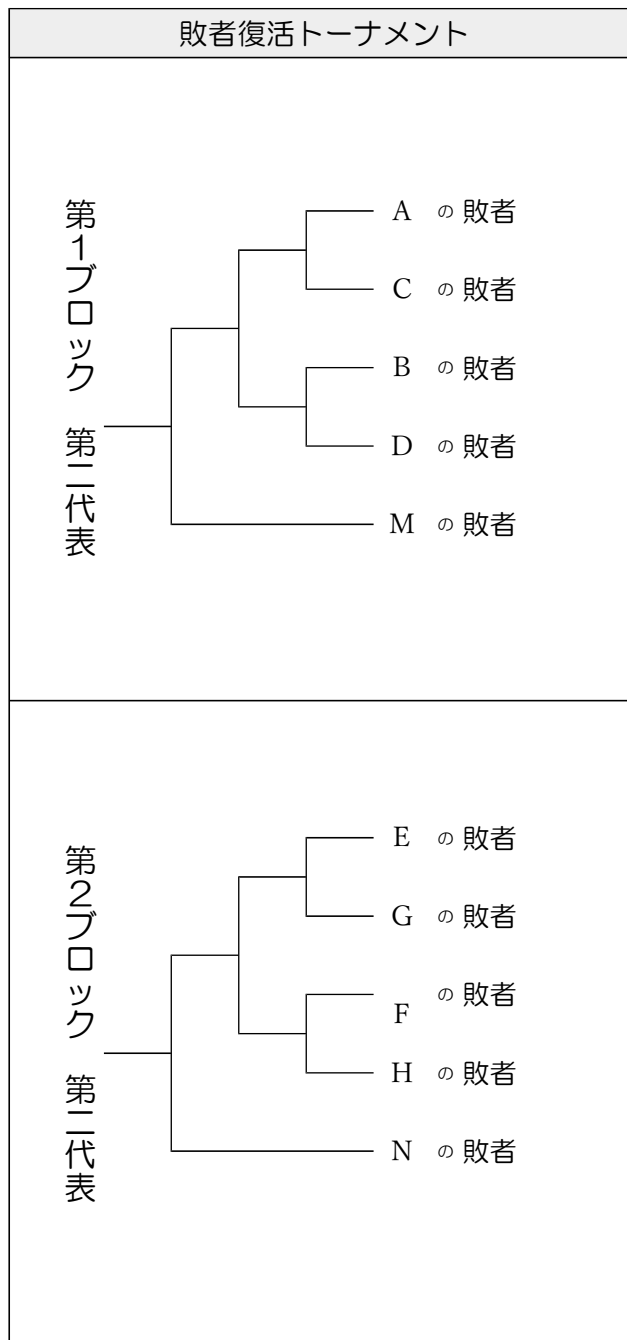 敗者復活トーナメント
第1ブロック 第二代表
A の 敗者
C の 敗者
B の 敗者
D の 敗者
M の 敗者
第2ブロック 第二代表
E の 敗者
G の 敗者
F の 敗者
H の 敗者
N の 敗者